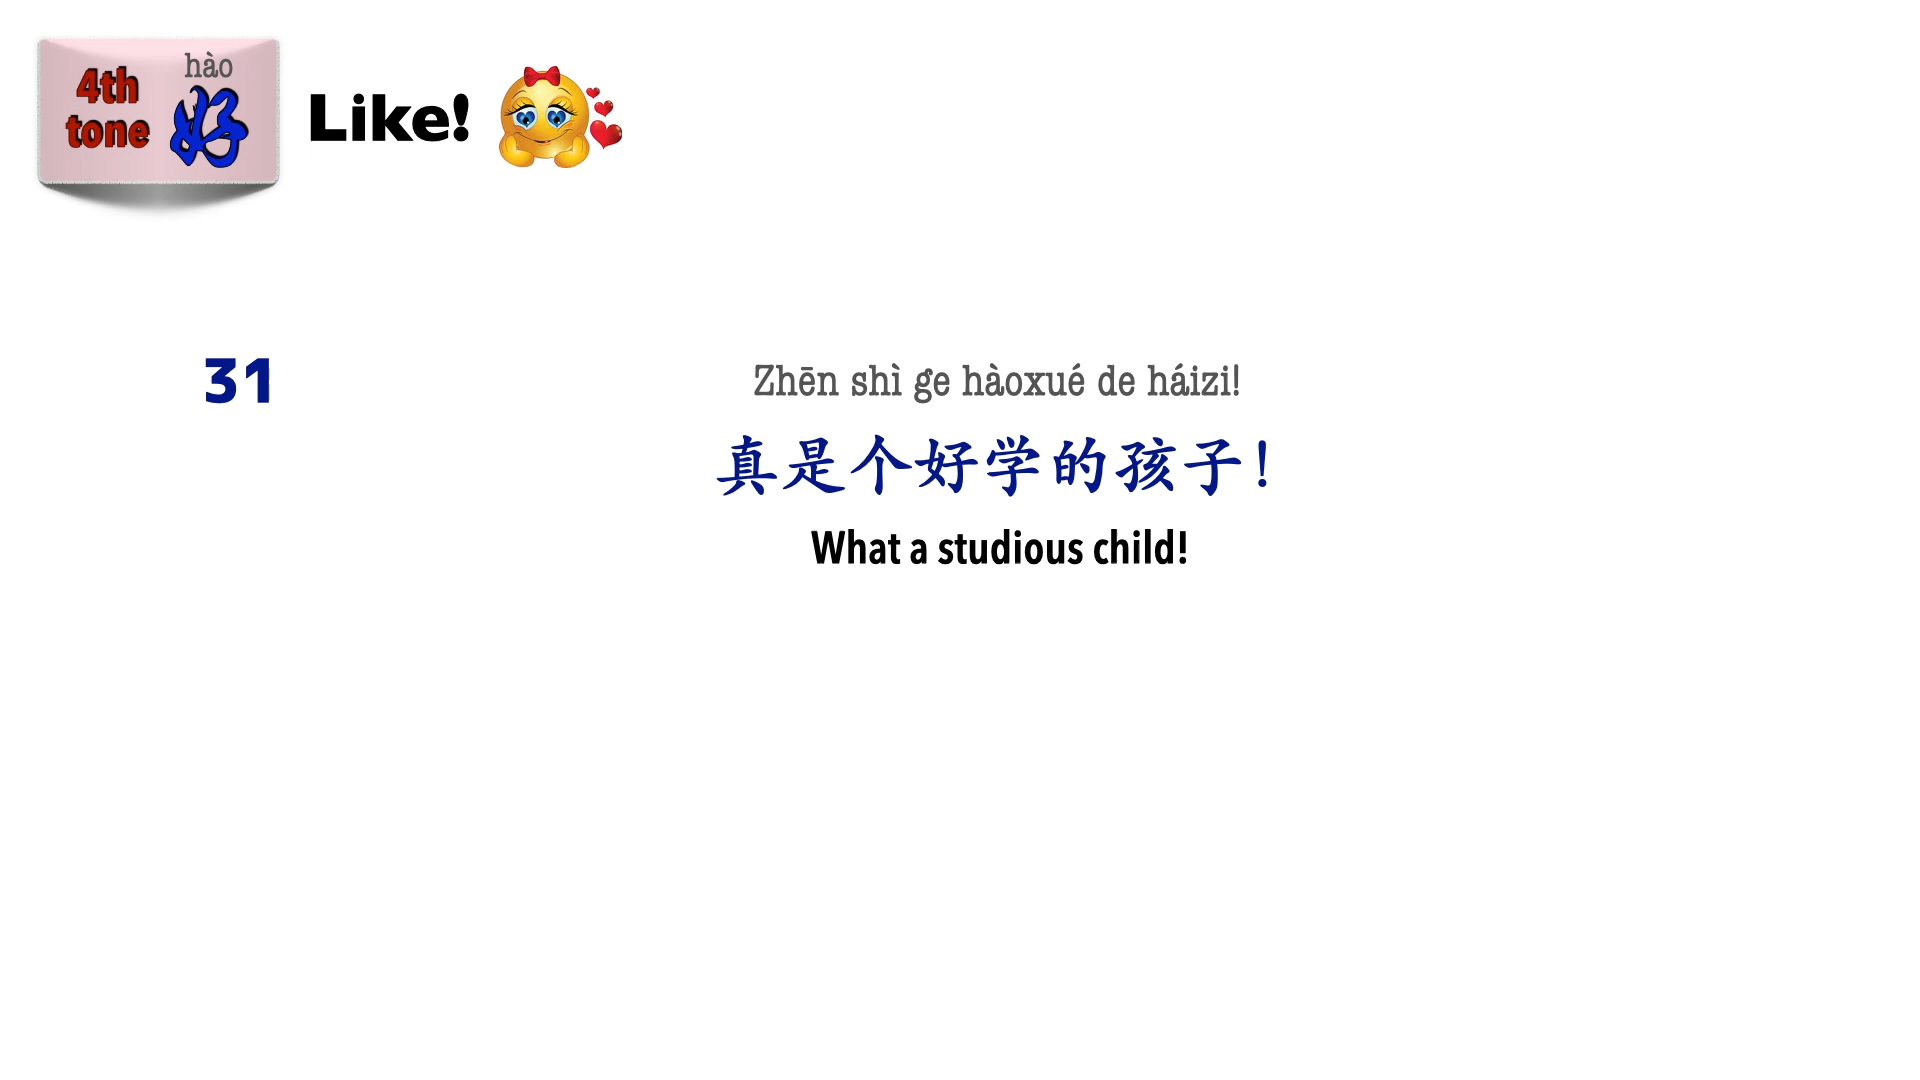 4th
tone
hào
好
Like!
31
Zhēn shì ge hàoxué de háizi!
真是个好学的孩子!
What a studious child!